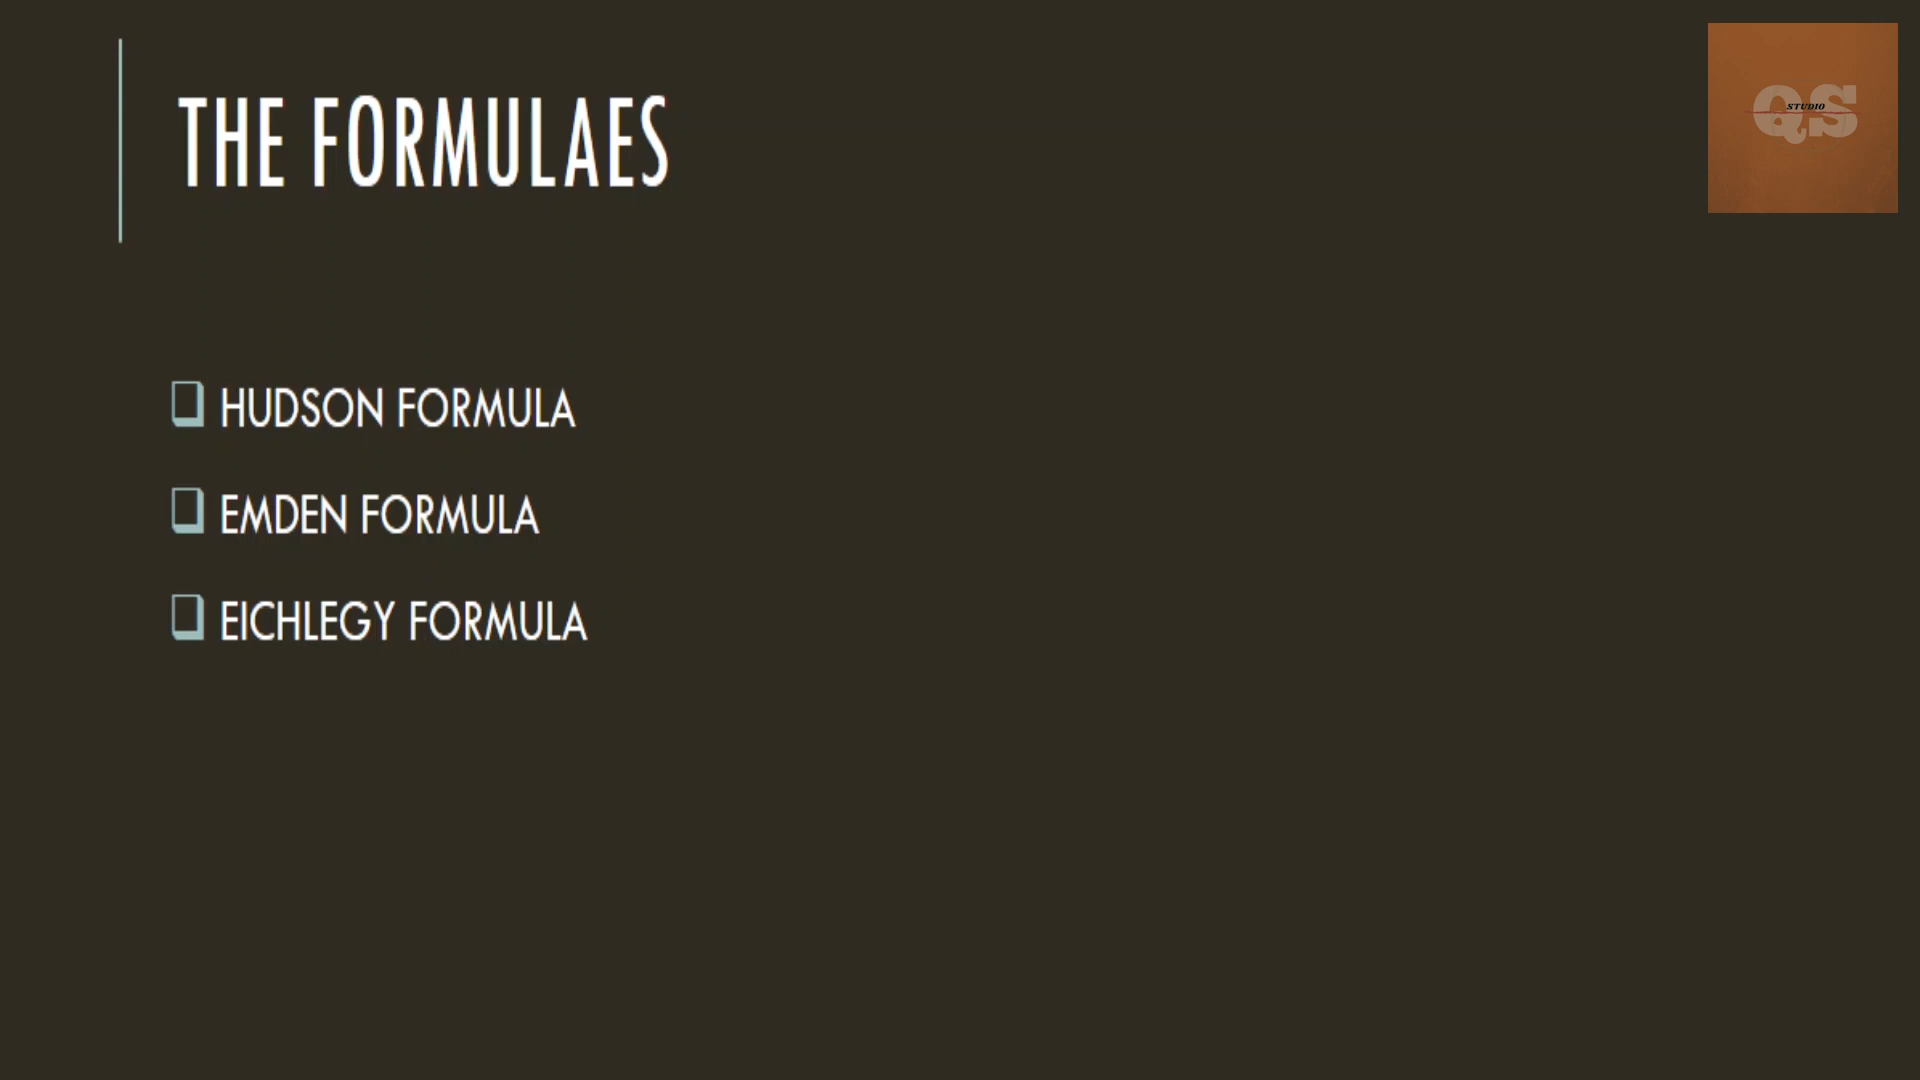 THE FORMULAES
QS
STUDIO
HUDSON FORMULA
EMDEN FORMULA
EICHLEGY FORMULA